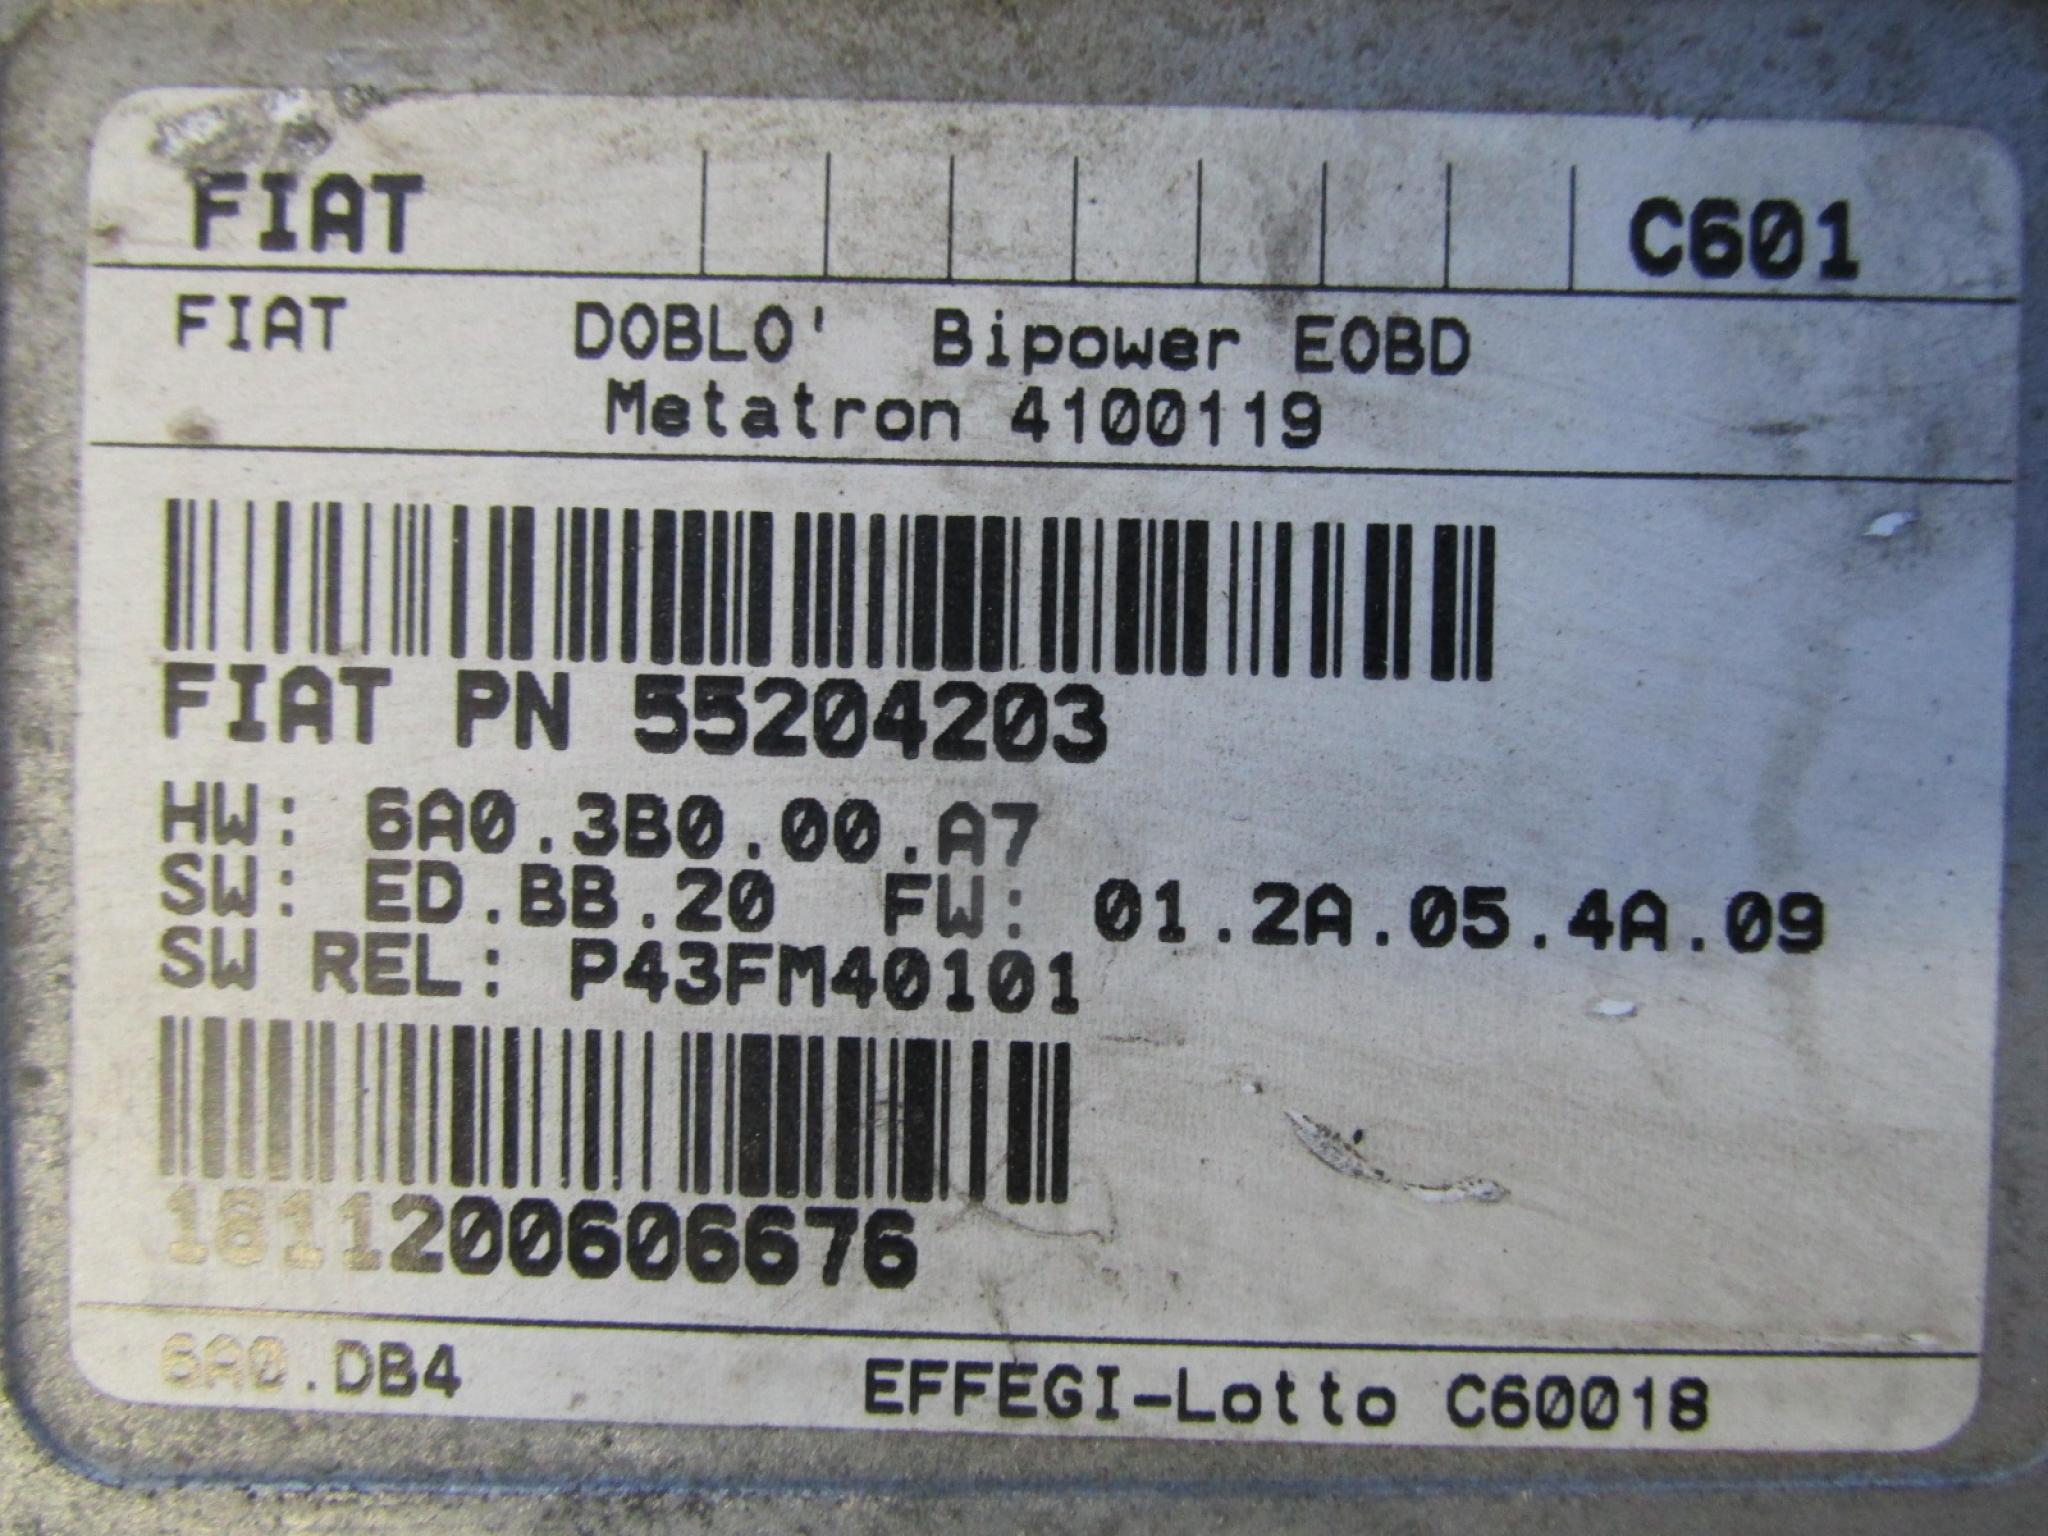 FIAT C601
FIAT DOBLO' Bipower EOBD
Metatron 4100119
FIAT PN 55204203
HW: 6A0.3B0.00.A7
SW: ED.BB.20 FW: 01.2A.05.4A.09
SW REL: P43FM40101
1811200606676
6A0.DB4 EFFEGI-Lotto C60018